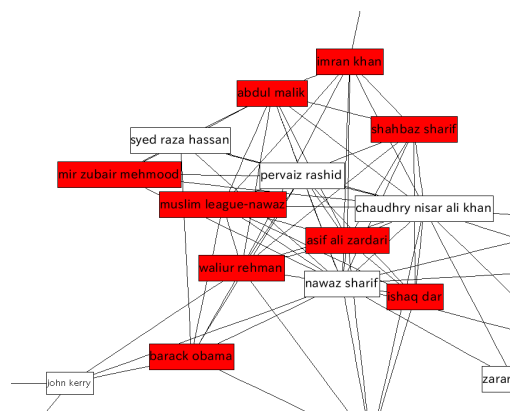 imran khan
abdul malik
shahbaz sharif
syed raza hassan
mir zubair mehmood
pervaiz rashid
muslim league-nawaz
chaudhry nisar ali khan
asif ali zardari
waliur rehman
nawaz sharif
ishaq dar
barack obama
john kerry